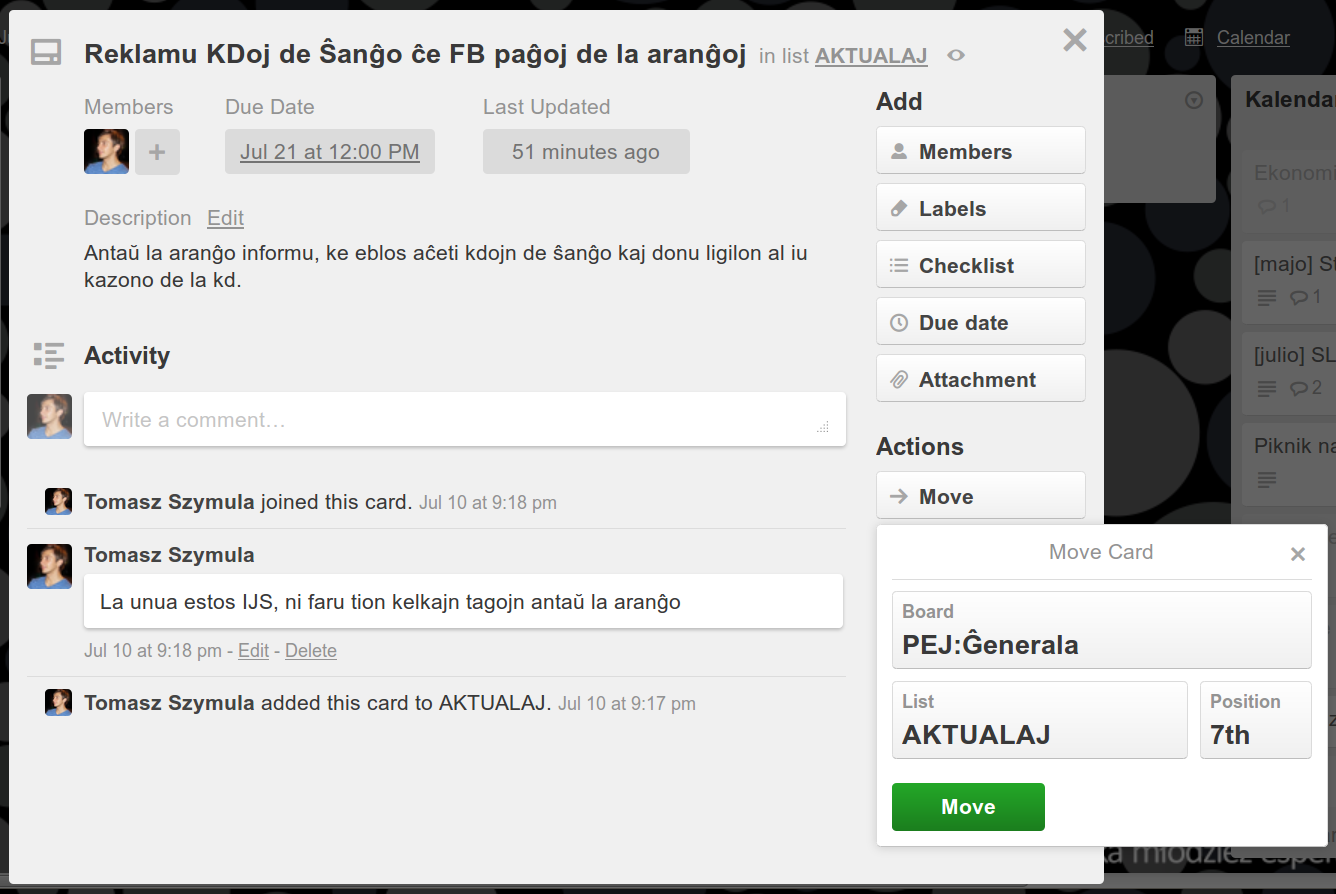 Reklamu KDoj de Ŝanĝo ĉe FB paĝoj de la aranĝoj in list AKTUALAJ
Members Due Date Last Updated
Jul 21 at 12:00 PM 51 minutes ago
Description Edit
Antaŭ la aranĝo informu, ke eblos aĉeti kdojn de ŝanĝo kaj donu ligilon al iu
kazono de la kd.
Activity
Write a comment…
Tomasz Szymula joined this card. Jul 10 at 9:18 pm
Tomasz Szymula
La unua estos IJS, ni faru tion kelkajn tagojn antaŭ la aranĝo
Jul 10 at 9:18 pm - Edit - Delete
Tomasz Szymula added this card to AKTUALAJ. Jul 10 at 9:17 pm
Add
Members
Labels
Checklist
Due date
Attachment
Actions
Move
Move Card
Board
PEJ:Ĝenerala
List
AKTUALAJ
Position
7th
Move
cribed Calendar
Kalendar
Ekonomi
1
[majo] St
1
[julio] SL
2
Piknik na